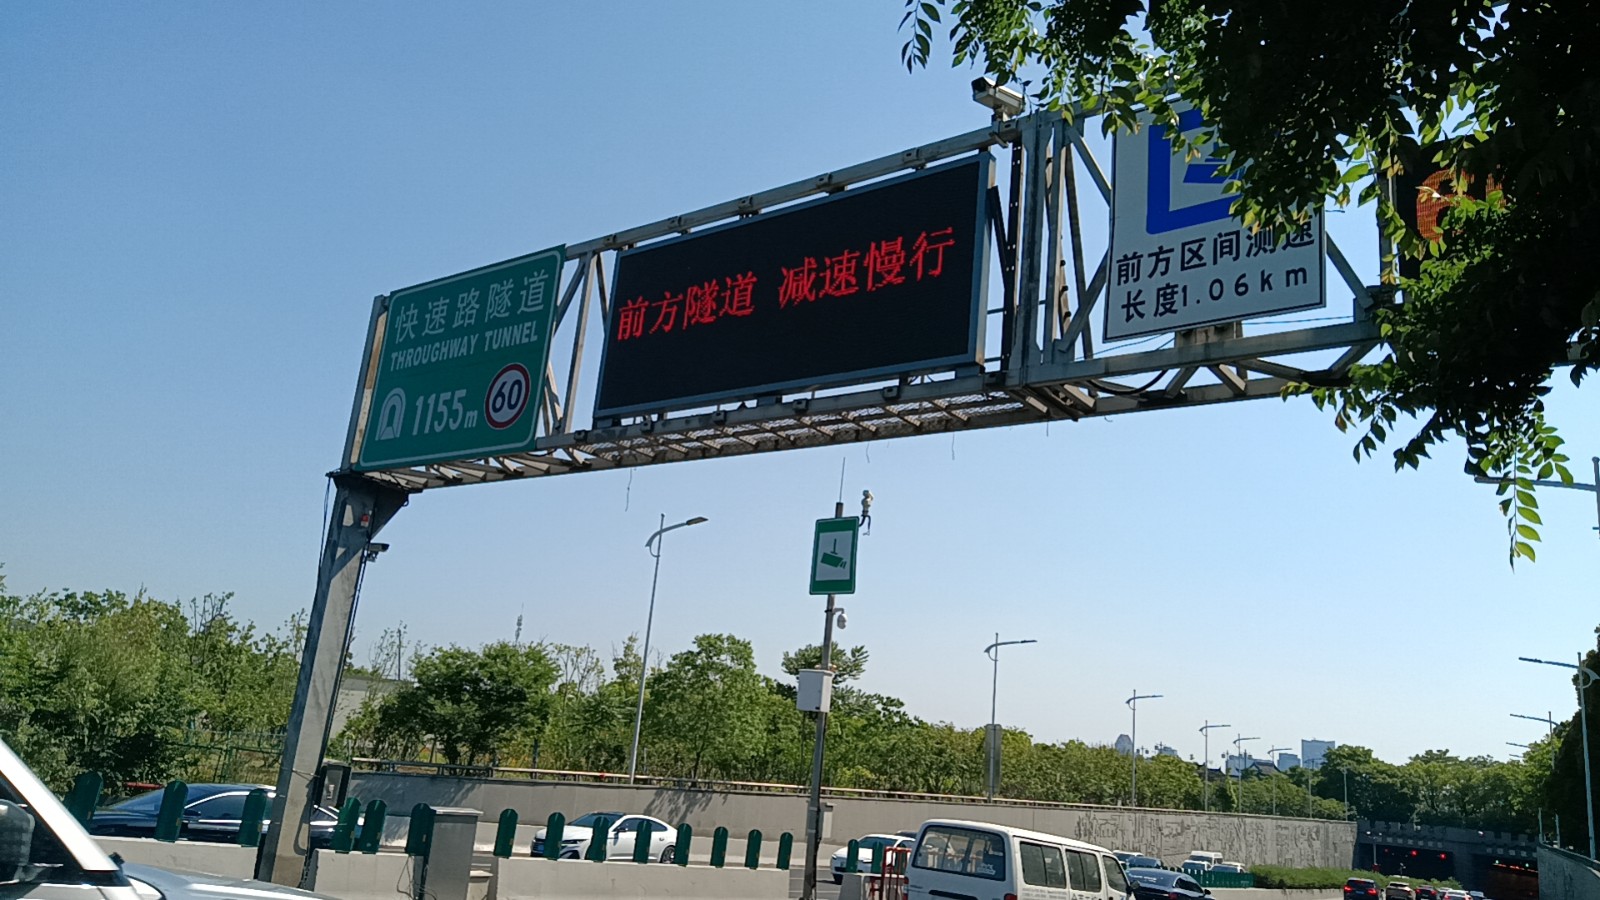 快速路隧道
THROUGHWAY TUNNEL
1155m
60
前方隧道 减速慢行
前方区间测速
长度1.06km